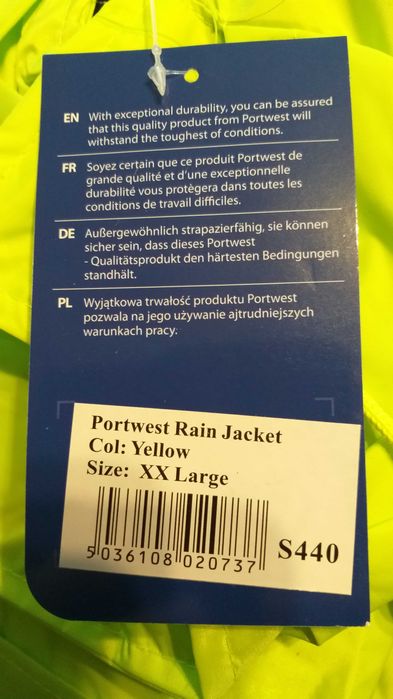 EN With exceptional durability, you can be assured
that this quality product from Portwest will
withstand the toughest of conditions.
FR Soyez certain que ce produit Portwest de
grande qualité et d'une exceptionnelle
durabilité vous protègera dans toutes les
conditions de travail difficiles.
DE Außergewöhnlich strapazierfähig, sie können
sicher sein, dass dieses Portwest
- Qualitätsprodukt den härtesten Bedingungen
standhält.
PL Wyjątkowa trwałość produktu Portwest
pozwala na jego używanie ajtrudniejszych
warunkach pracy.
Portwest Rain Jacket
Col: Yellow
Size: XX Large
5 036108 020737
S440